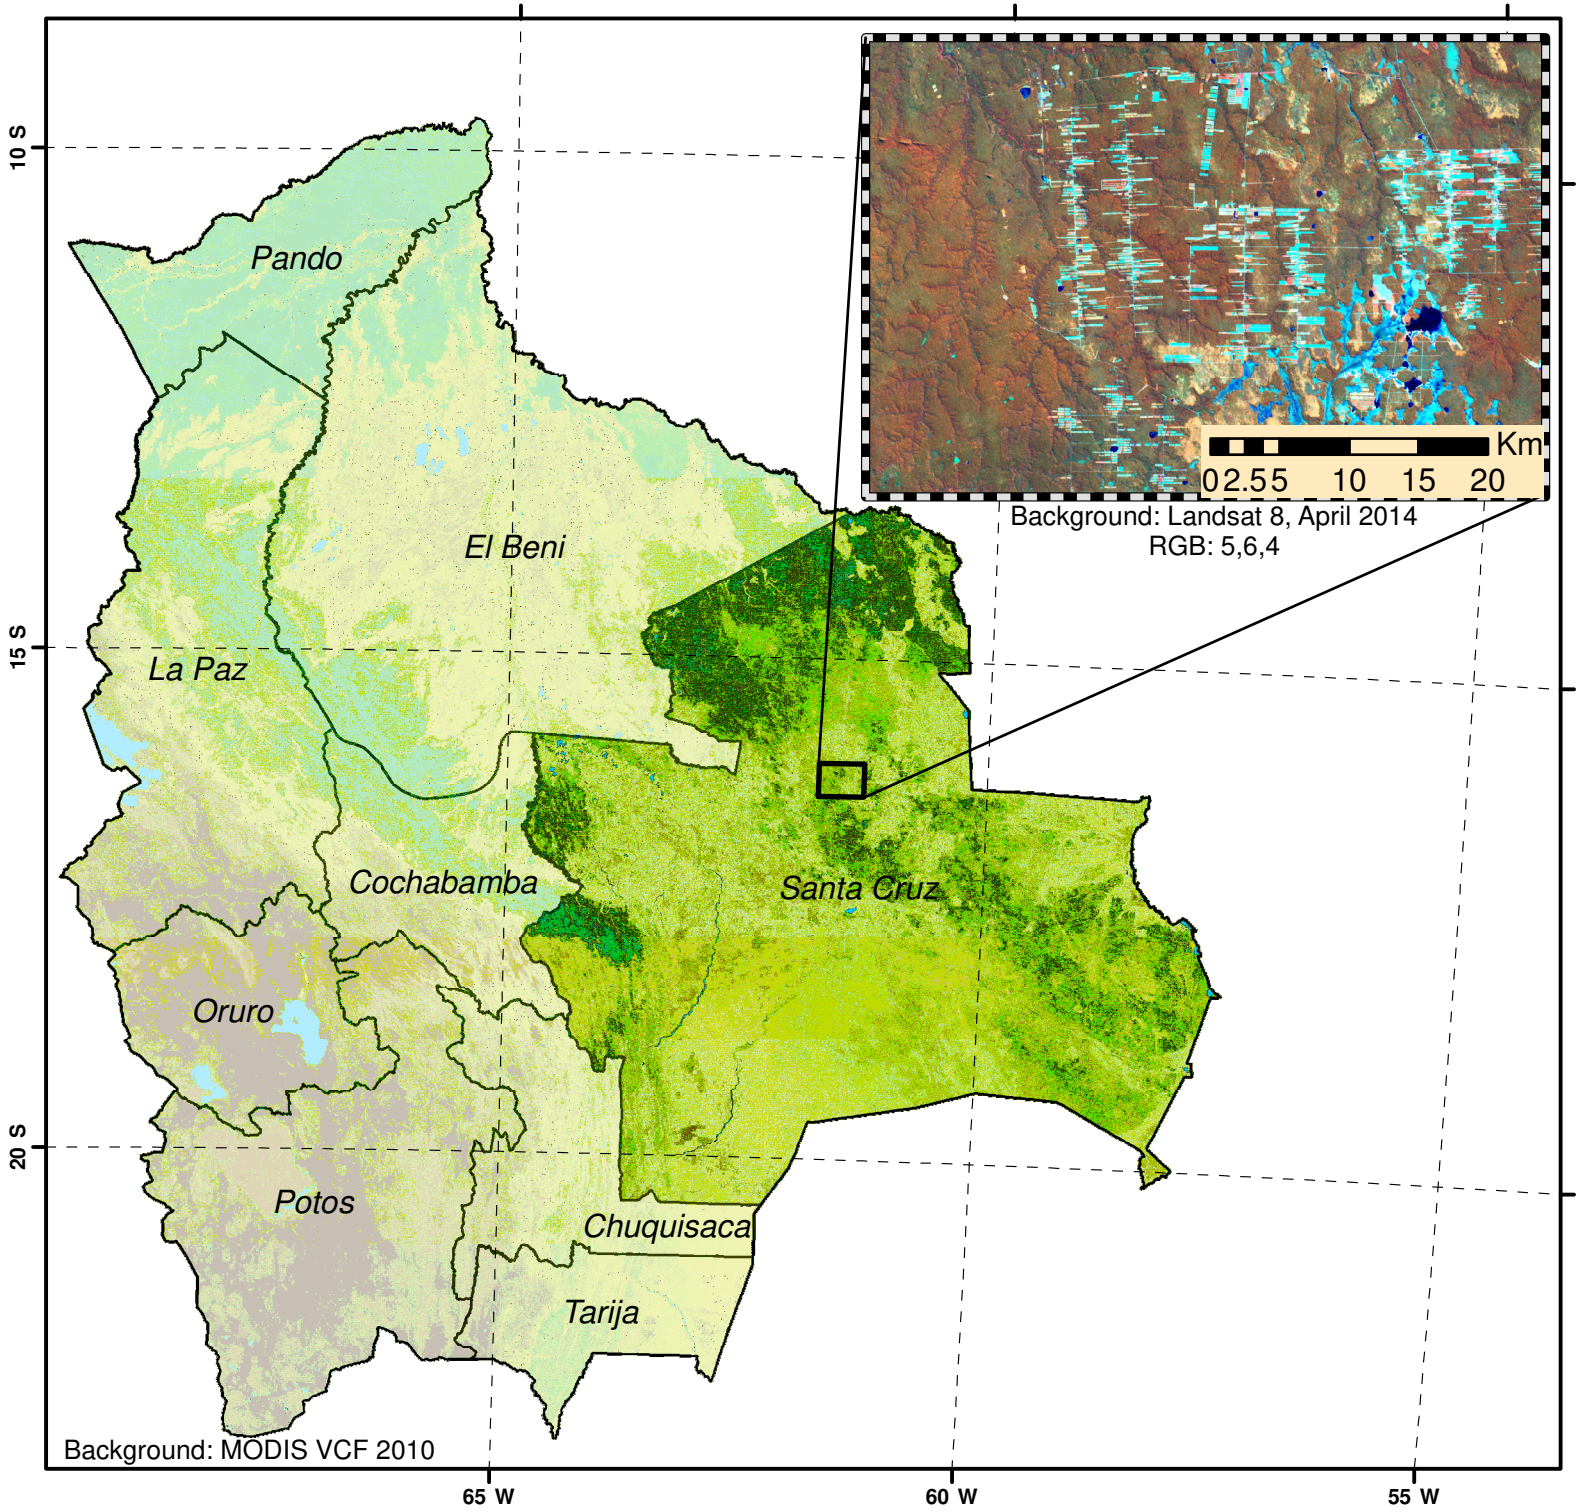 10 S
Pando
Km
0 2.5 5 10 15 20
Background: Landsat 8, April 2014
RGB: 5,6,4
El Beni
15 S
La Paz
Cochabamba
Santa Cruz
Oruro
20 S
Potos
Chuquisaca
Tarija
Background: MODIS VCF 2010
65 W 60 W 55 W